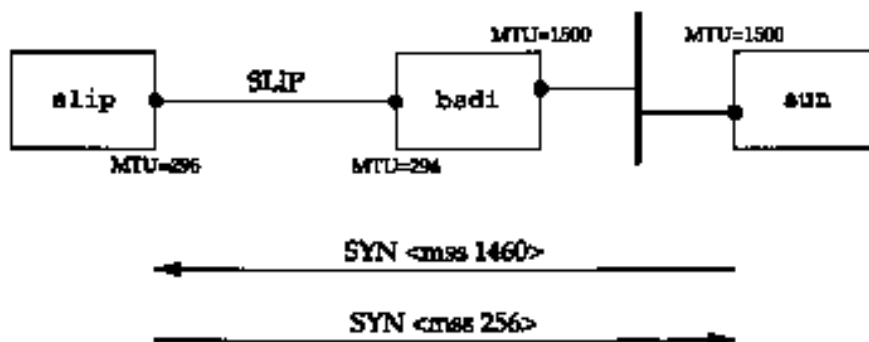 MTU=1500
MTU=1500
slip
SLIP
bsdi
sun
MTU=296
MTU=296
SYN <mss 1460>
SYN <mss 256>